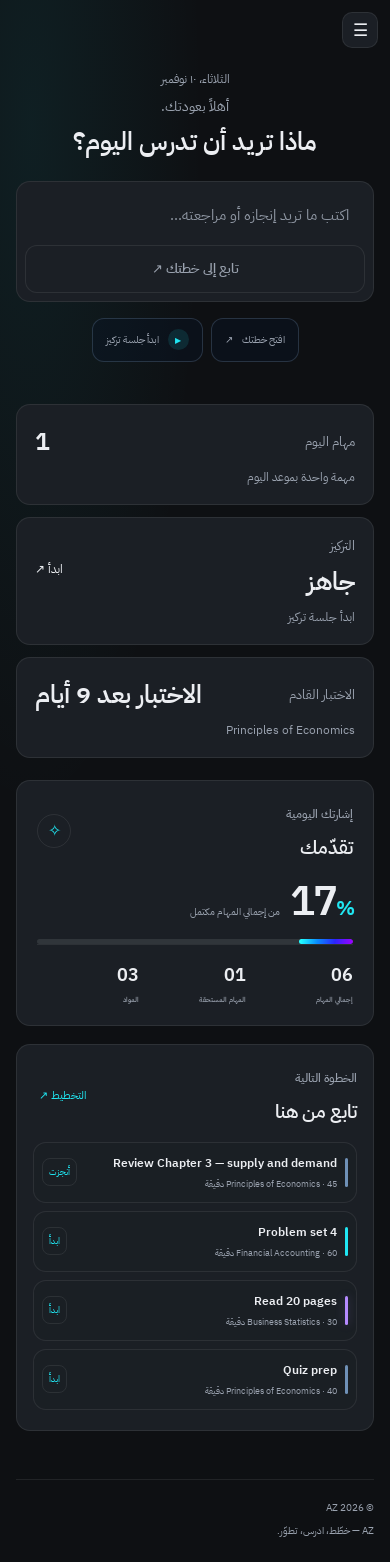 الثلاثاء، ١٠ نوفمبر
أهلاً بعودتك.
ماذا تريد أن تدرس اليوم؟
اكتب ما تريد إنجازه أو مراجعته...
تابع إلى خطتك ↗
افتح خطتك ↗
ابدأ جلسة تركيز
مهام اليوم
1
مهمة واحدة بموعد اليوم
التركيز
جاهز
ابدأ ↗
ابدأ جلسة تركيز
الاختبار القادم
الاختبار بعد 9 أيام
Principles of Economics
إشارتك اليومية
تقدّمك
17%
من إجمالي المهام مكتمل
06
إجمالي المهام
01
المهام المستحقة
03
المواد
الخطوة التالية
تابع من هنا
التخطيط ↗
Review Chapter 3 — supply and demand
Principles of Economics · 45 دقيقة
أنجزت
Problem set 4
Financial Accounting · 60 دقيقة
ابدأ
Read 20 pages
Business Statistics · 30 دقيقة
ابدأ
Quiz prep
Principles of Economics · 40 دقيقة
ابدأ
© 2026 AZ
AZ — خطّط، ادرس، تطوّر.